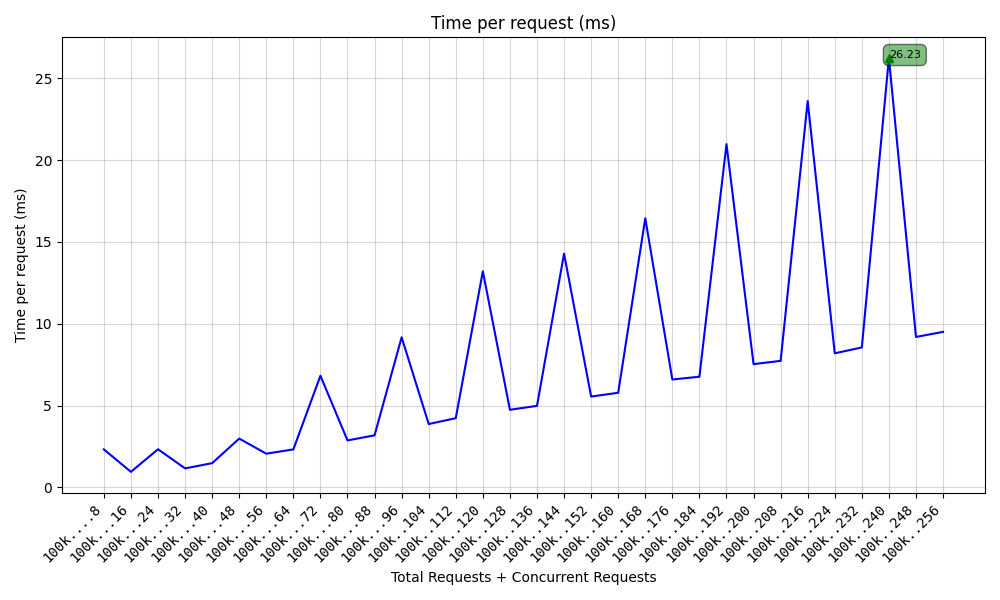 Time per request (ms)
26.23
25
20
15
10
5
0
Time per request (ms)
100k....8
100k...16
100k...24
100k...32
100k...40
100k...48
100k...56
100k...64
100k...72
100k...80
100k...88
100k...96
100k..104
100k..112
100k..120
100k..128
100k..136
100k..144
100k..152
100k..160
100k..168
100k..176
100k..184
100k..192
100k..200
100k..208
100k..216
100k..224
100k..232
100k..240
100k..248
100k..256
Total Requests + Concurrent Requests